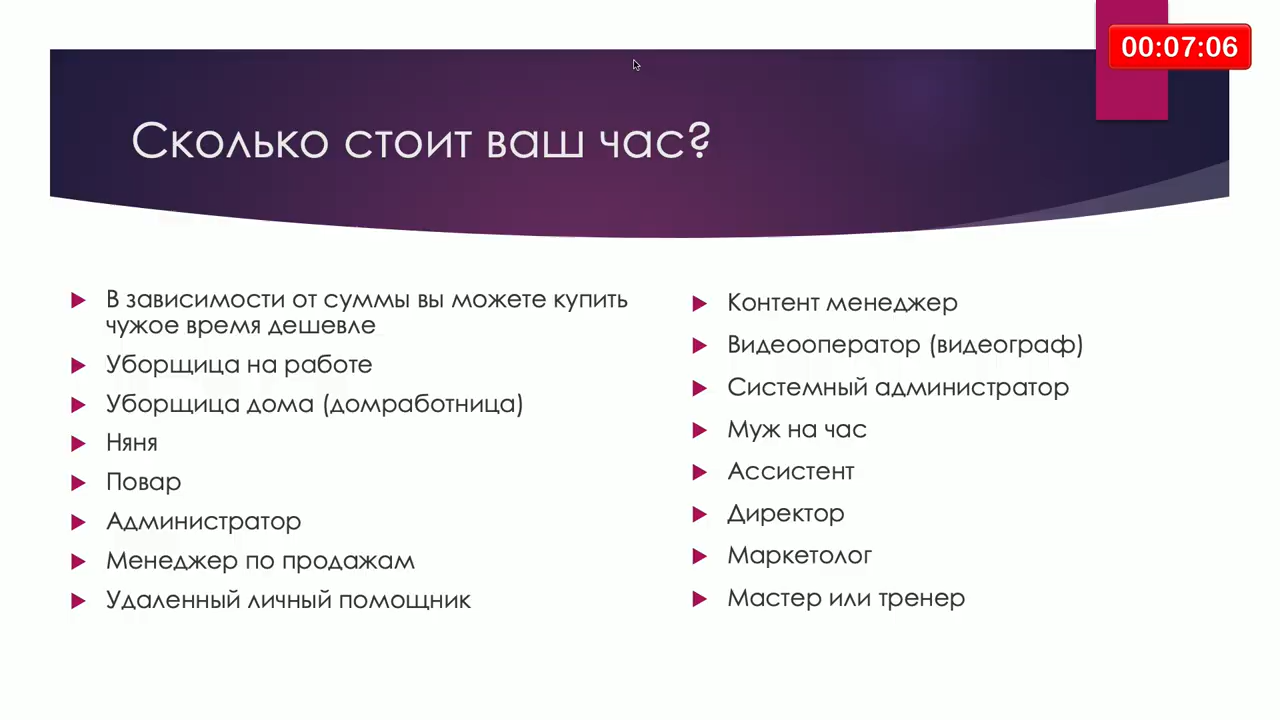 00:07:06
Сколько стоит ваш час?
В зависимости от суммы вы можете купить
чужое время дешевле
Уборщица на работе
Уборщица дома (домработница)
Няня
Повар
Администратор
Менеджер по продажам
Удаленный личный помощник
Контент менеджер
Видеооператор (видеограф)
Системный администратор
Муж на час
Ассистент
Директор
Маркетолог
Мастер или тренер